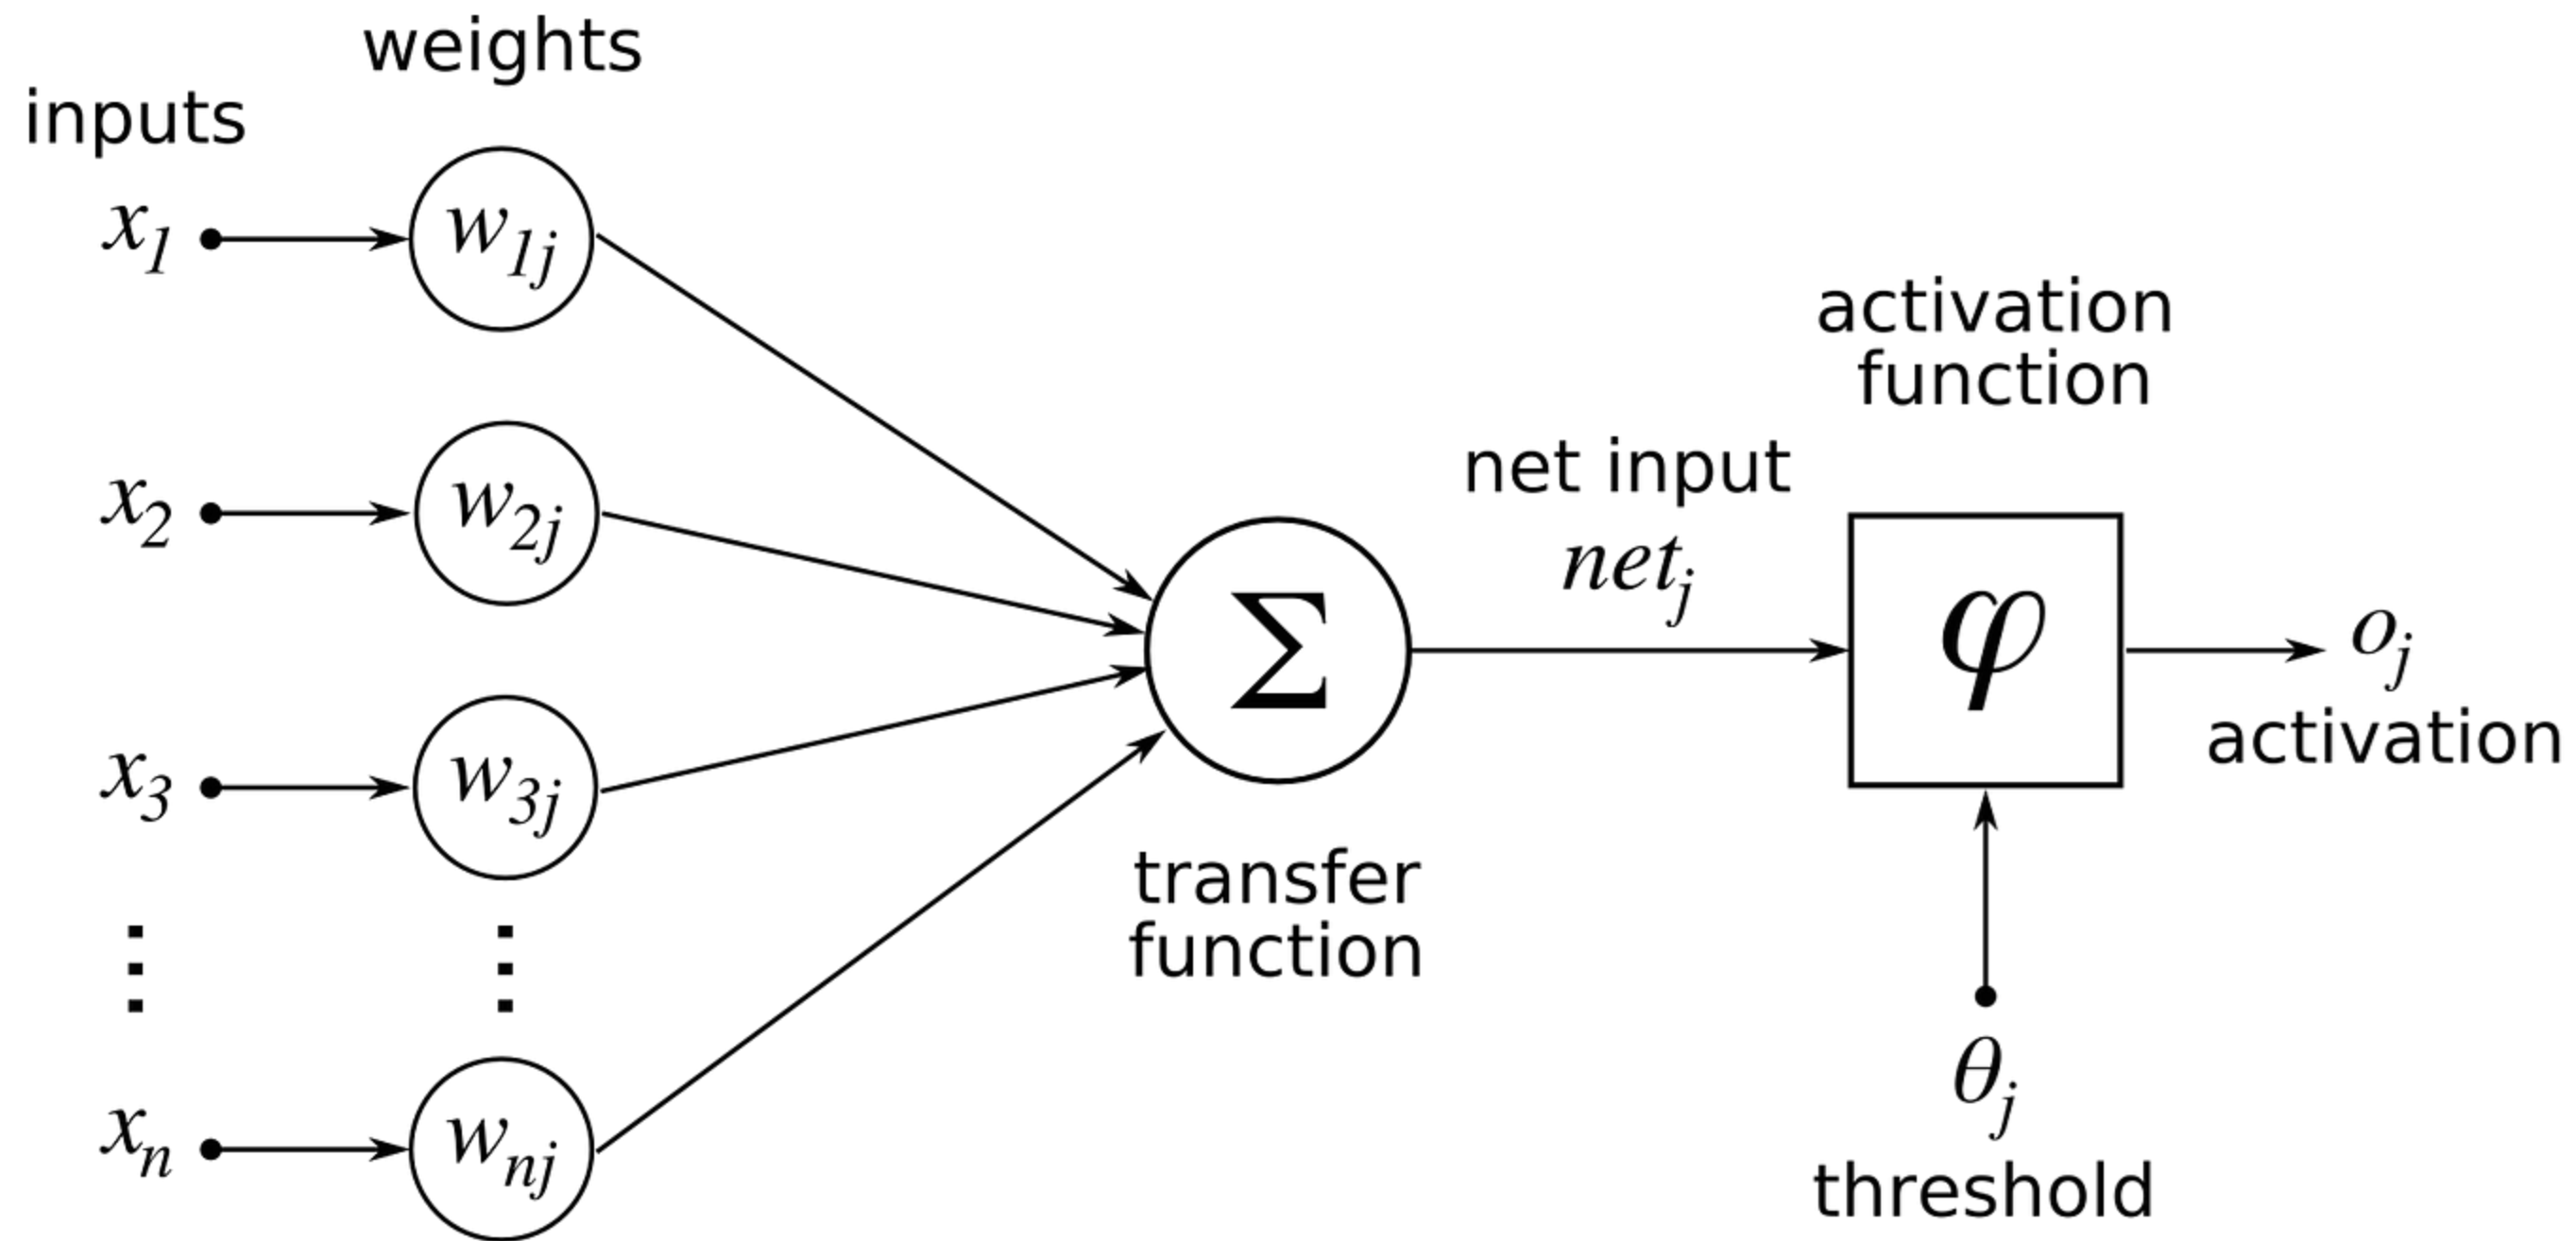 weights
inputs
x₁ w₁ⱼ
x₂ w₂ⱼ
x₃ w₃ⱼ
⋮ ⋮
xₙ wₙⱼ
Σ
transfer
function
net input
netⱼ
activation
function
φ
oⱼ
activation
θⱼ
threshold